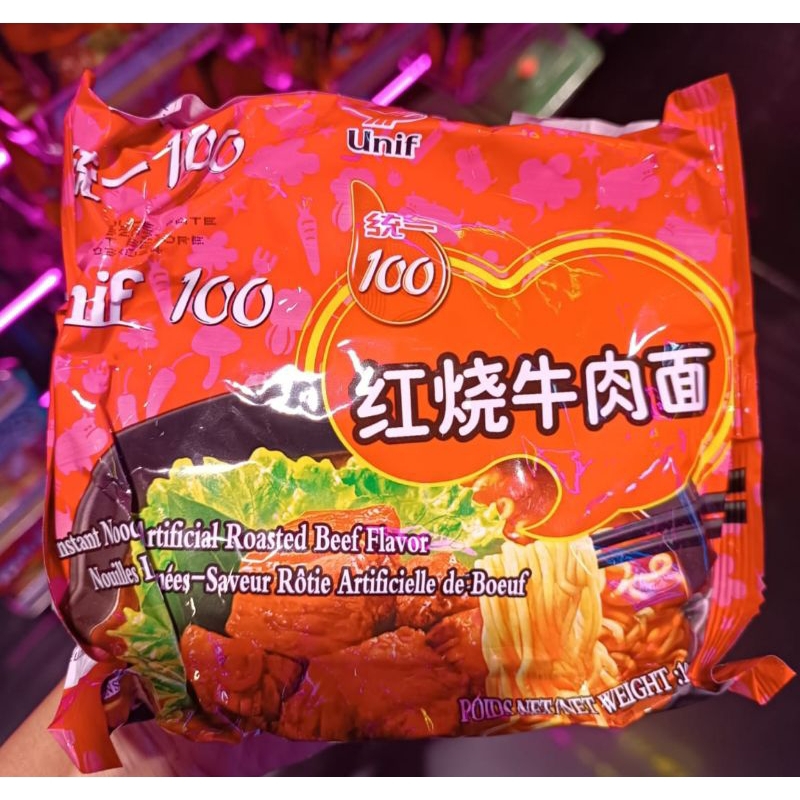 Unif
统一100
统一
100
nif 100
红烧牛肉面
nstant Noo rtificial Roasted Beef Flavor
Nouilles ées-Saveur Rôtie Artificielle de Boeuf
POIDS NET/NET WEIGHT :1